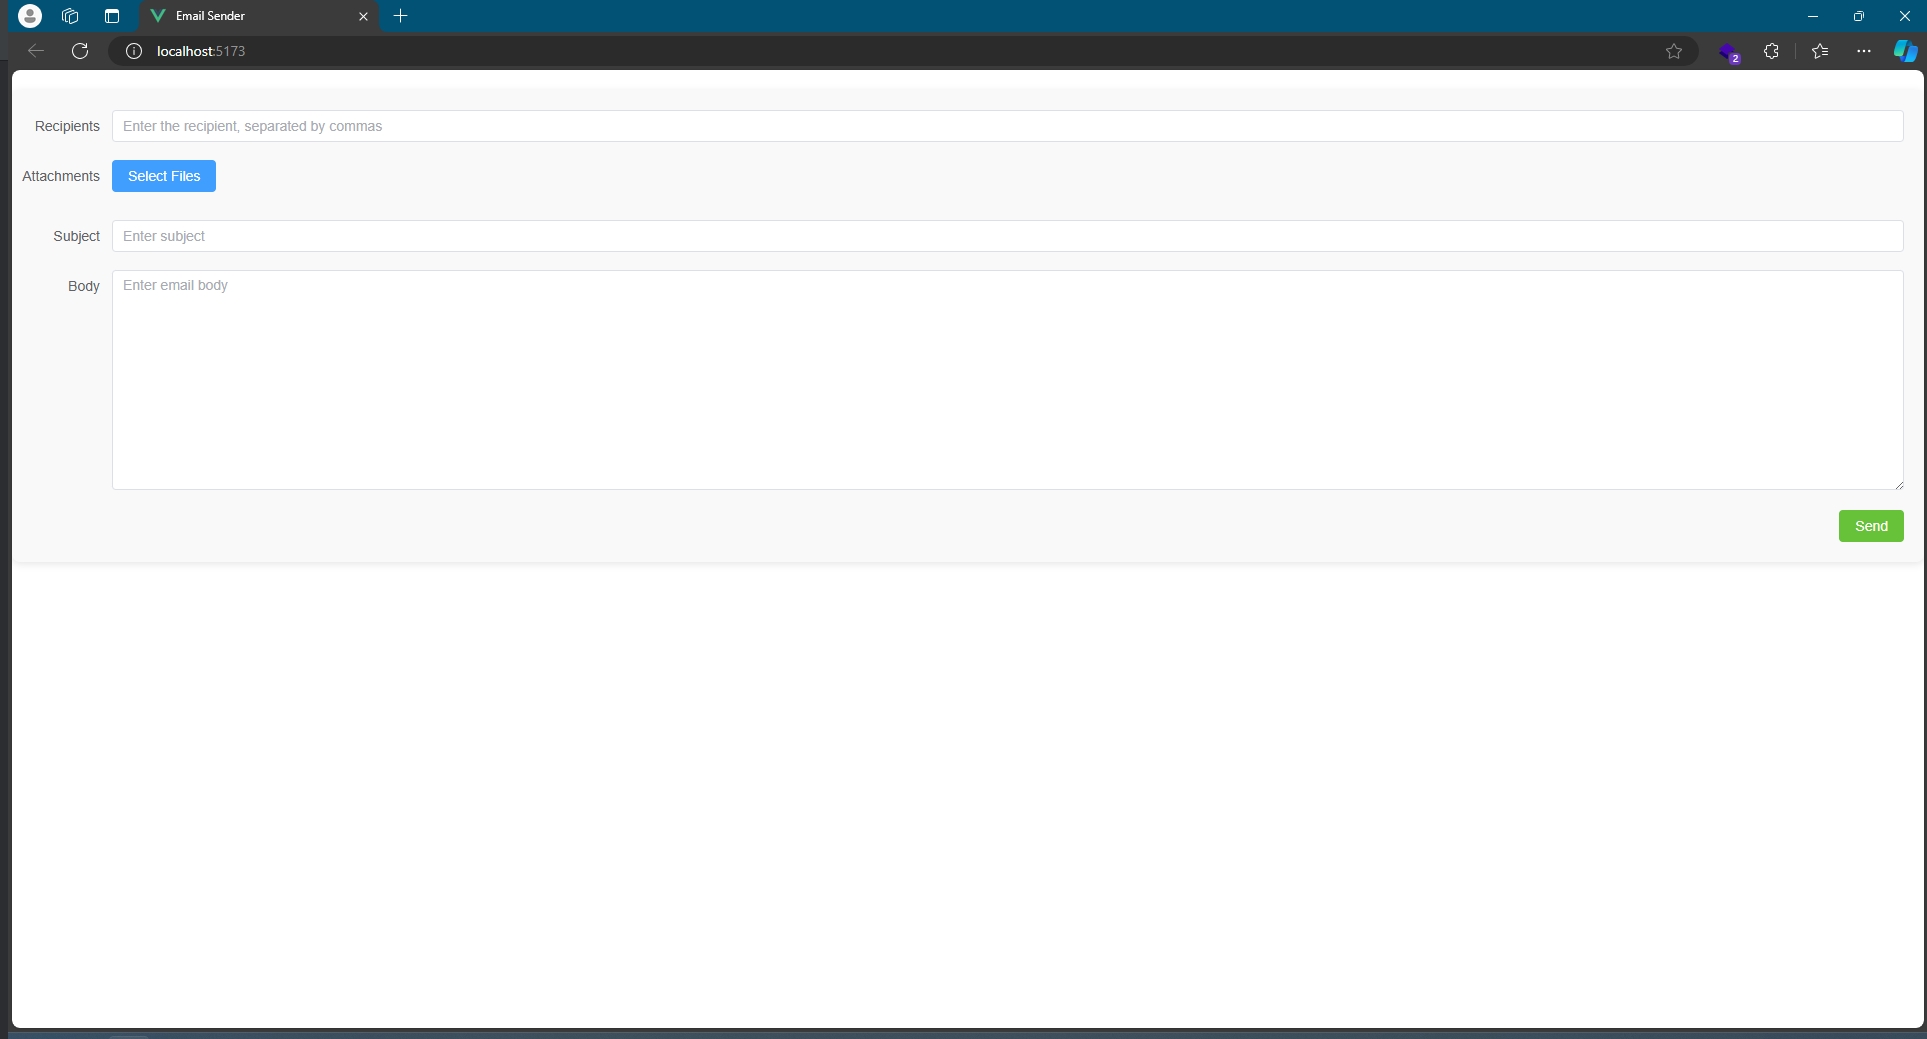 Email Sender
localhost:5173
2
Recipients Enter the recipient, separated by commas
Attachments Select Files
Subject Enter subject
Body Enter email body
Send